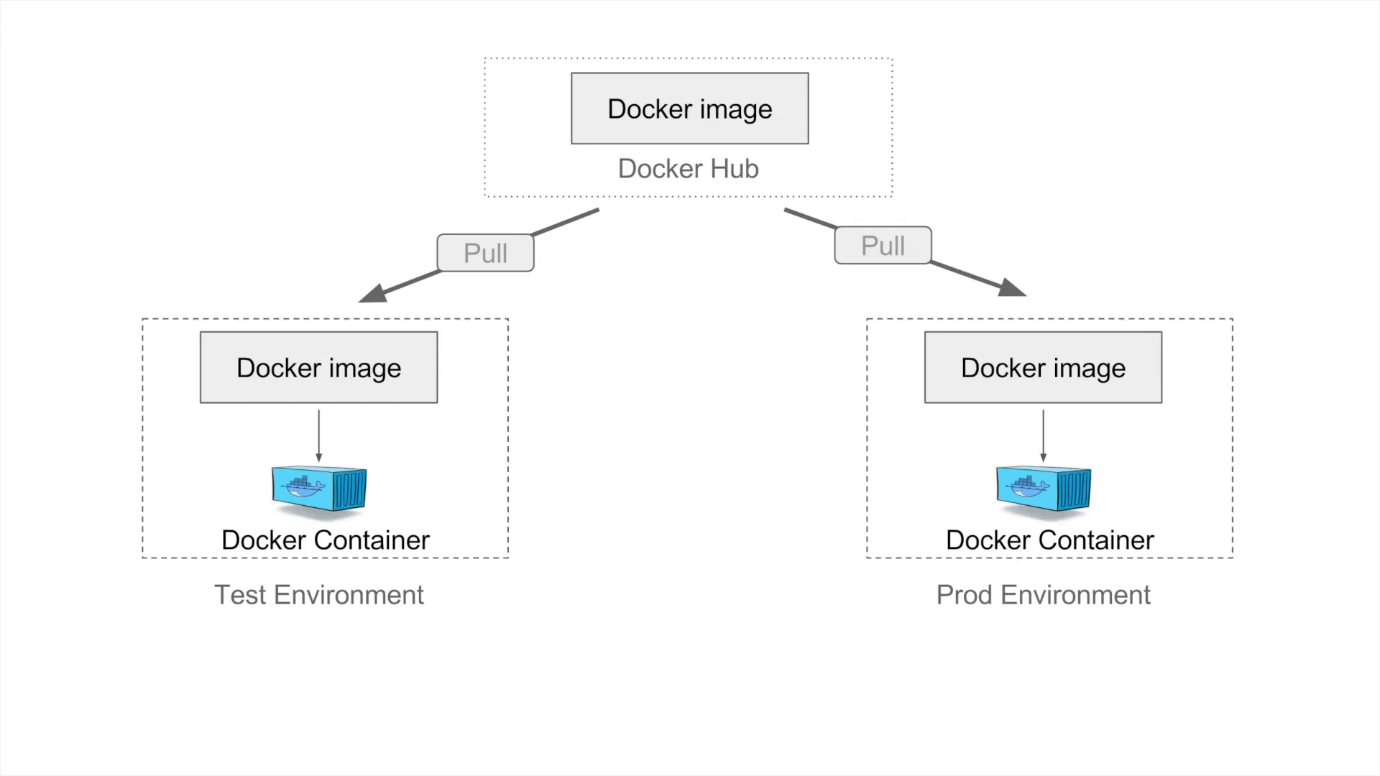 Docker image
Docker Hub
Pull
Pull
Docker image
Docker image
Docker Container
Docker Container
Test Environment
Prod Environment